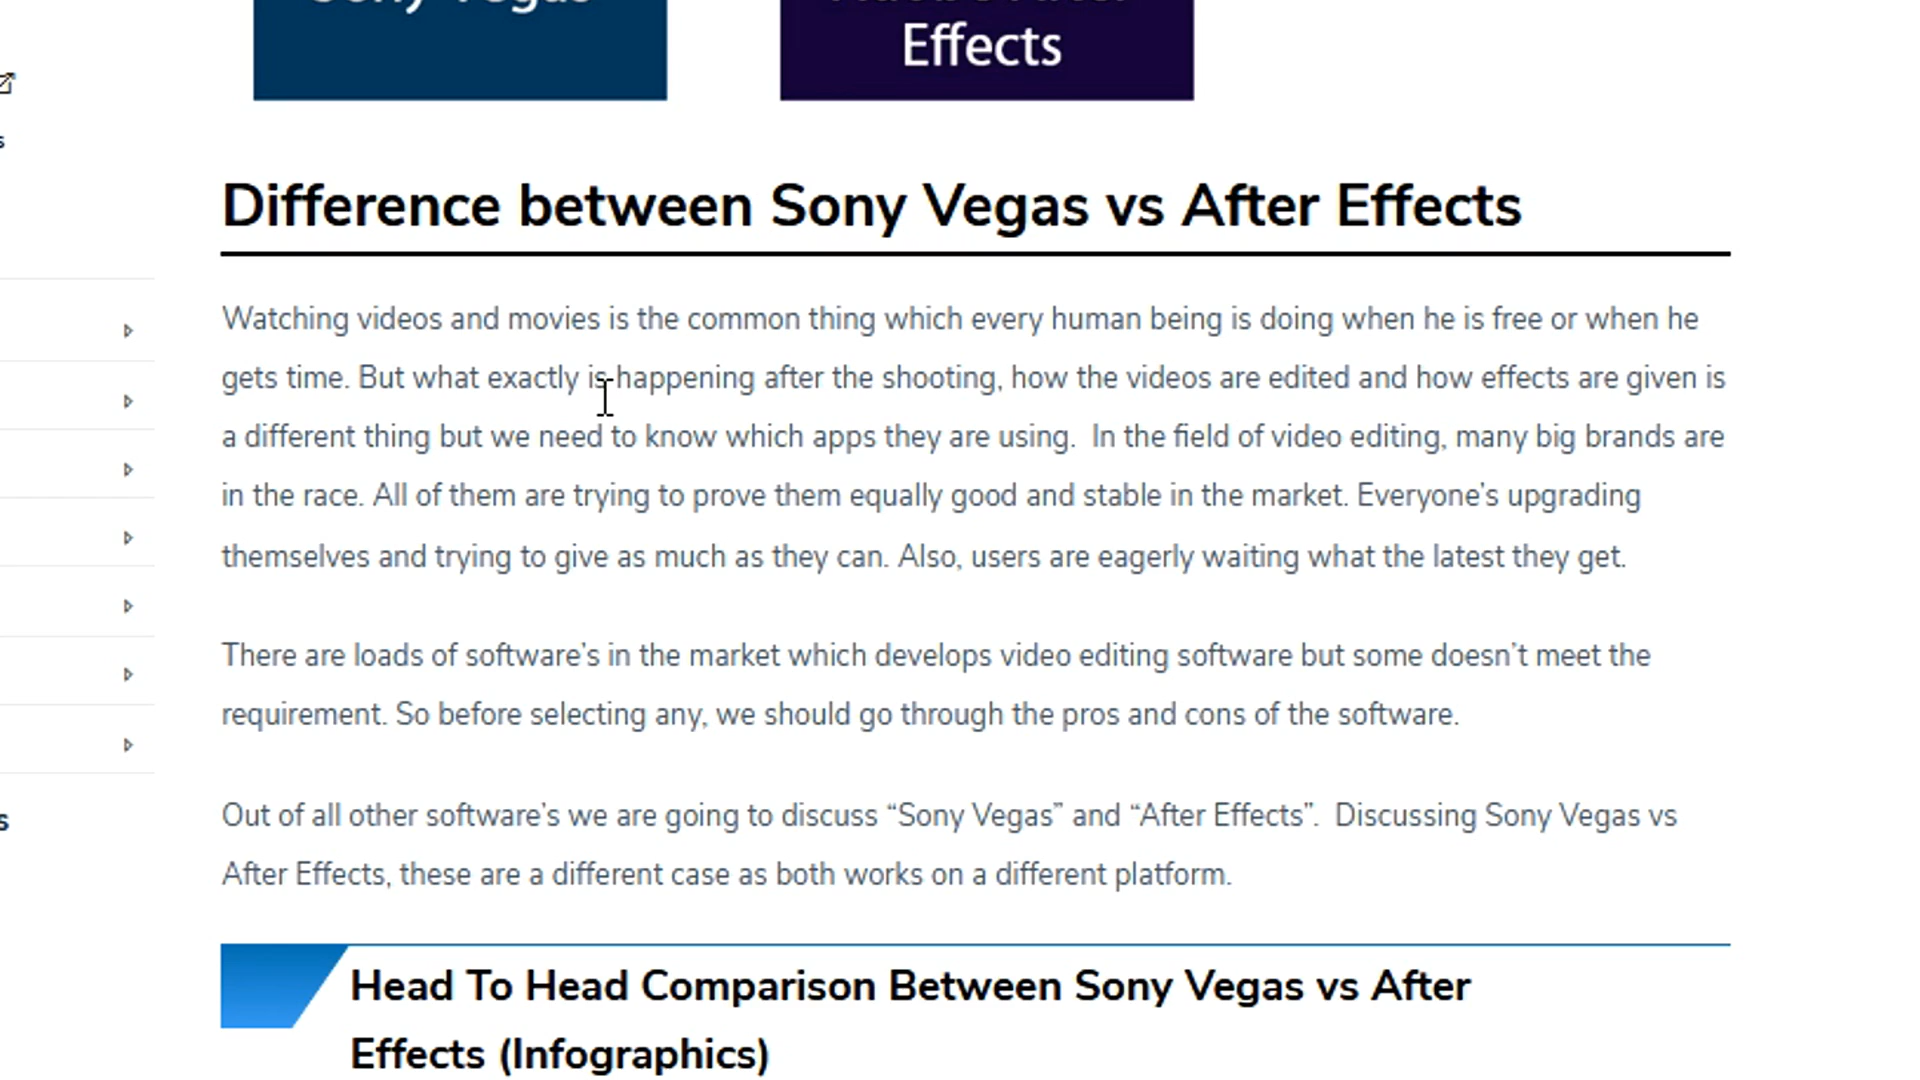 Sony Vegas
After
Effects
Difference between Sony Vegas vs After Effects
Watching videos and movies is the common thing which every human being is doing when he is free or when he
gets time. But what exactly is happening after the shooting, how the videos are edited and how effects are given is
a different thing but we need to know which apps they are using.  In the field of video editing, many big brands are
in the race. All of them are trying to prove them equally good and stable in the market. Everyone’s upgrading
themselves and trying to give as much as they can. Also, users are eagerly waiting what the latest they get.
There are loads of software’s in the market which develops video editing software but some doesn’t meet the
requirement. So before selecting any, we should go through the pros and cons of the software.
Out of all other software’s we are going to discuss “Sony Vegas” and “After Effects”.  Discussing Sony Vegas vs
After Effects, these are a different case as both works on a different platform.
Head To Head Comparison Between Sony Vegas vs After
Effects (Infographics)